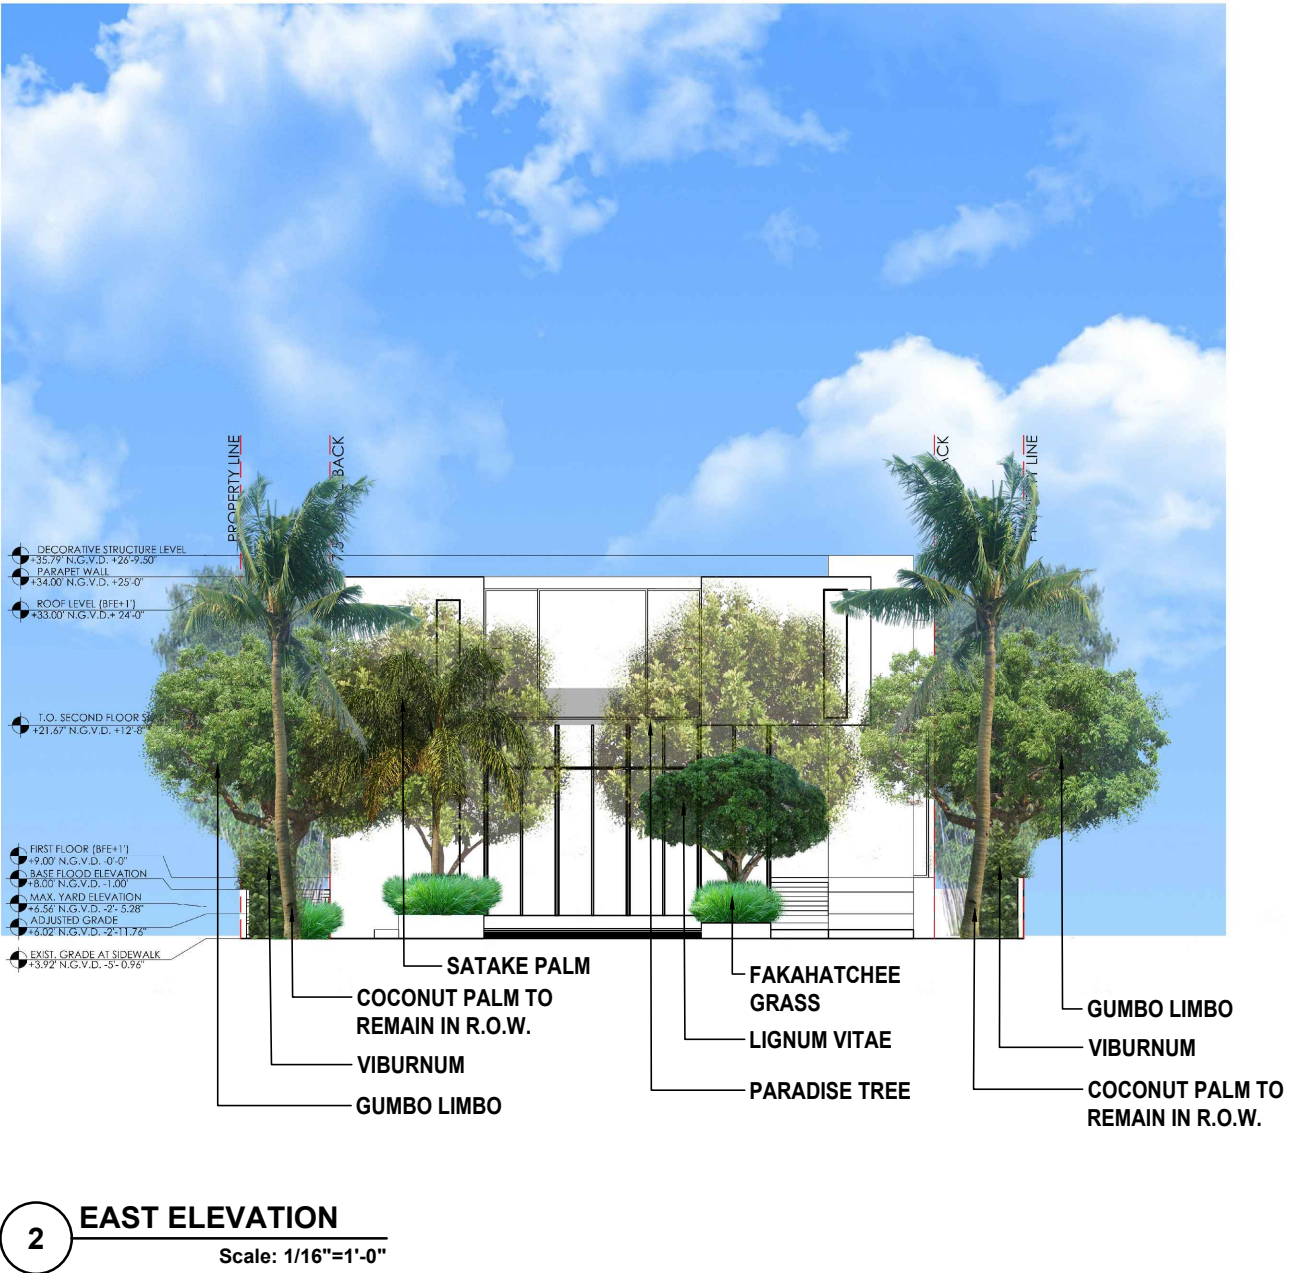 PROPERTY LINE
BACK
ACK
LINE
DECORATIVE STRUCTURE LEVEL
+35.79' N.G.V.D. +26'-9.50"
PARAPET WALL
+34.00' N.G.V.D. +25'-0"
ROOF LEVEL (BFE+1')
+33.00' N.G.V.D.+ 24'-0"
T.O. SECOND FLOOR
+21.67' N.G.V.D. +12'-8"
FIRST FLOOR (BFE+1')
+9.00' N.G.V.D. -0'-0"
BASE FLOOD ELEVATION
+8.00' N.G.V.D. -1.00'
MAX. YARD ELEVATION
+6.56' N.G.V.D. -2'- 5.28"
ADJUSTED GRADE
+6.02' N.G.V.D. -2'-11.76"
EXIST. GRADE AT SIDEWALK
+3.92' N.G.V.D. -5'- 0.96"
SATAKE PALM
COCONUT PALM TO
REMAIN IN R.O.W.
VIBURNUM
GUMBO LIMBO
FAKAHATCHEE
GRASS
LIGNUM VITAE
PARADISE TREE
GUMBO LIMBO
VIBURNUM
COCONUT PALM TO
REMAIN IN R.O.W.
2
EAST ELEVATION
Scale: 1/16"=1'-0"